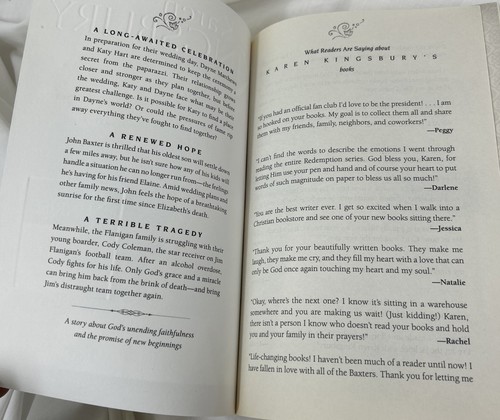 A LONG-AWAITED CELEBRATION
In preparation for their wedding day, Dayne Matthews
and Katy Hart are determined to keep the ceremony a
secret from the paparazzi. Their relationship grows
closer and stronger as they plan together, but before
the wedding, Katy and Dayne face what may be their
greatest challenge. Is it possible for Katy to find a place
in Dayne's world? Or could the pressures of fame rip
away everything they've fought to find together?
A RENEWED HOPE
John Baxter is thrilled that his oldest son will settle down
a few miles away, but he isn't sure how any of his kids will
handle a situation he can no longer run from—the feelings
he's having for his friend Elaine. Amid wedding plans and
other family news, John feels the hope of a breathtaking
sunrise for the first time since Elizabeth's death.
A TERRIBLE TRAGEDY
Meanwhile, the Flanigan family is struggling with their
young boarder, Cody Coleman, the star receiver on Jim
Flanigan's football team. After an alcohol overdose,
Cody fights for his life. Only God's grace and a miracle
can bring him back from the brink of death—and bring
Jim's distraught team together again.
A story about God's unending faithfulness
and the promise of new beginnings
What Readers Are Saying about
KAREN KINGSBURY'S
books
"If you had an official fan club I'd love to be the president! . . . I am
so hooked on your books. My goal is to collect them all and share
them with my friends, family, neighbors, and coworkers!"
—Peggy
"I can't find the words to describe the emotions I went through
reading the entire Redemption series. God bless you, Karen, for
letting Him use your pen and hand and of course your heart to put
words of such magnitude on paper to bless us all so much!"
—Darlene
"You are the best writer ever. I get so excited when I walk into a
Christian bookstore and see one of your new books sitting there."
—Jessica
"Thank you for your beautifully written books. They make me
laugh, they make me cry, and they fill my heart with a love that can
only be God once again touching my heart and my soul."
—Natalie
"Okay, where's the next one? I know it's sitting in a warehouse
somewhere and you are making us wait! (Just kidding!) Karen,
there isn't a person I know who doesn't read your books and hold
you and your family in their prayers!"
—Rachel
"Life-changing books! I haven't been much of a reader until now! I
have fallen in love with all of the Baxters. Thank you for letting me